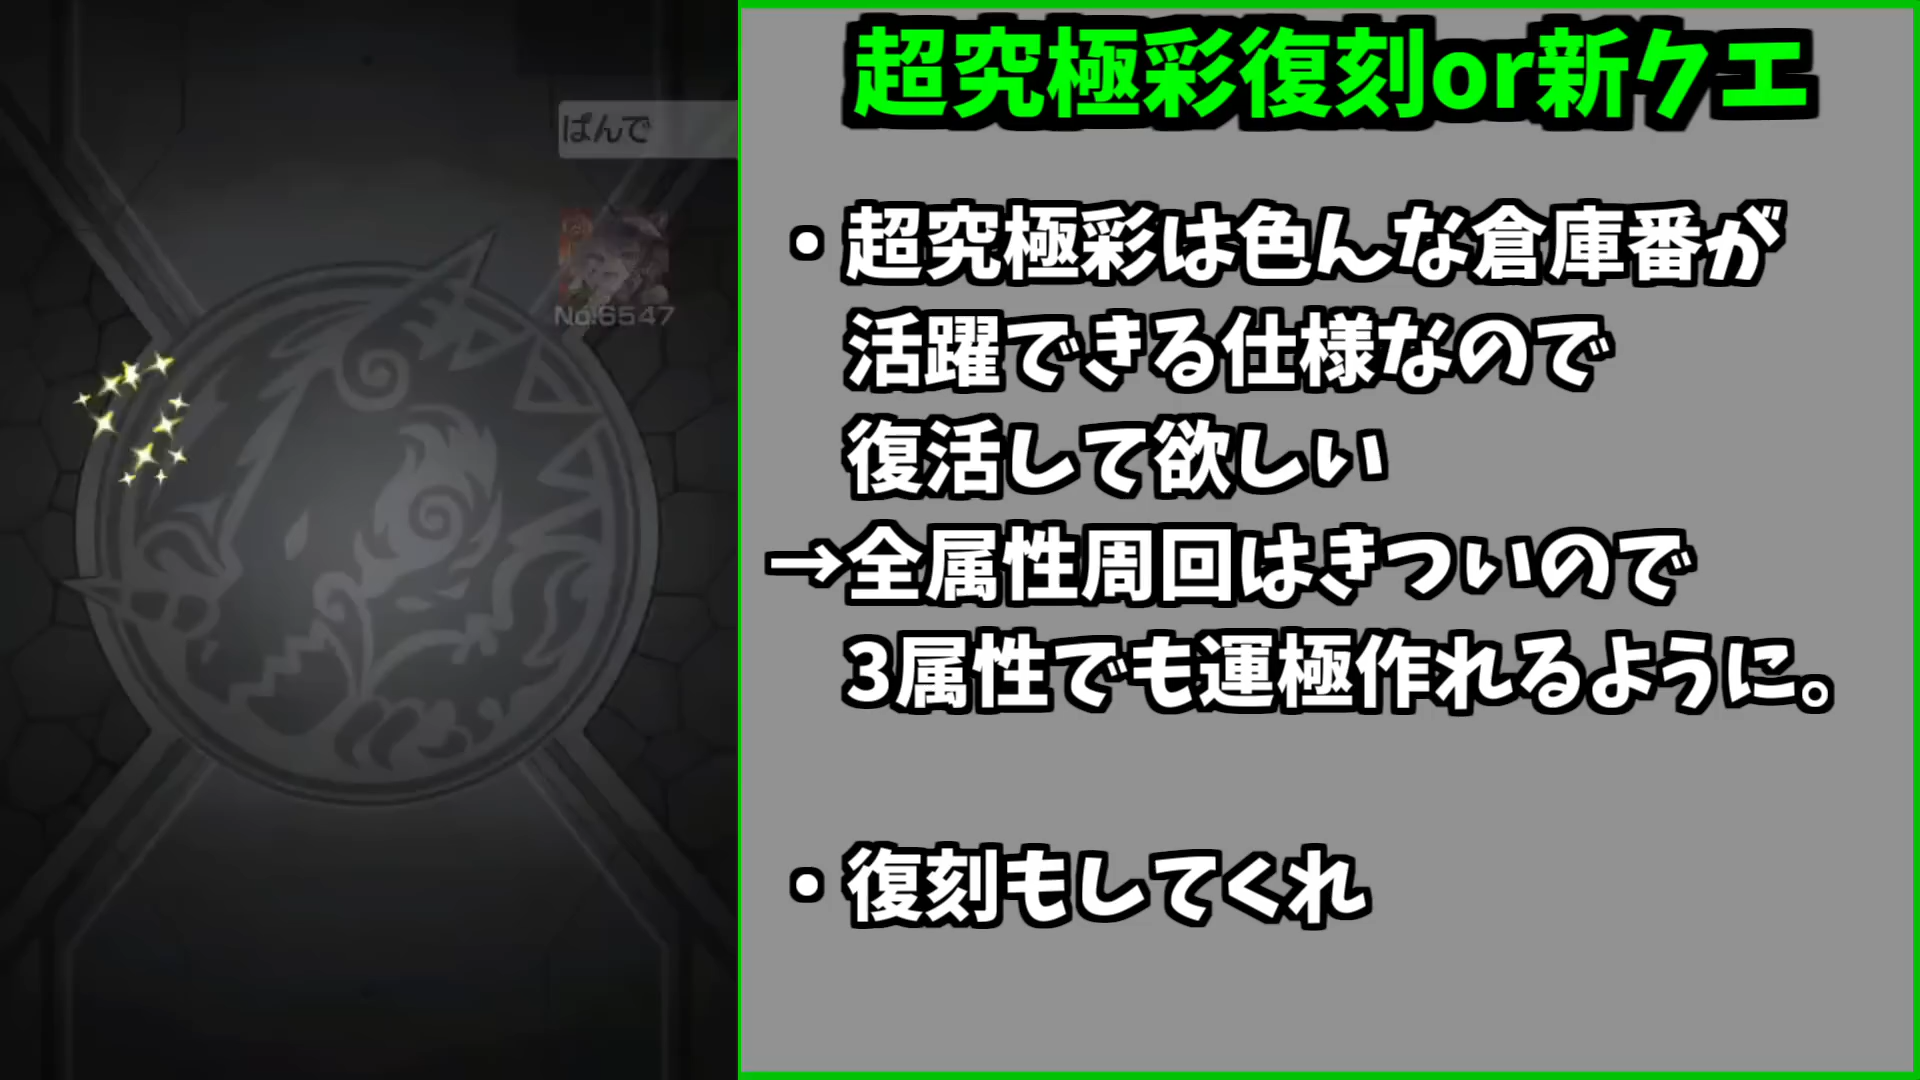 ぱんで
No.6547
超究極彩復刻or新クエ
・超究極彩は色んな倉庫番が
活躍できる仕様なので
復活して欲しい
→全属性周回はきついので
3属性でも運極作れるように。
・復刻もしてくれ